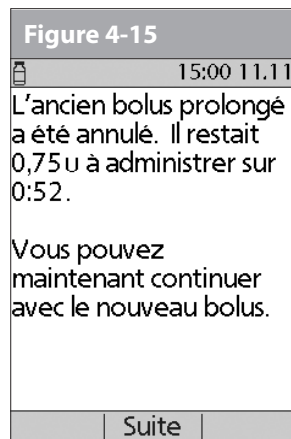 Figure 4-15
15:00 11.11
L'ancien bolus prolongé
a été annulé. Il restait
0,75 U à administrer sur
0:52.
Vous pouvez
maintenant continuer
avec le nouveau bolus.
Suite